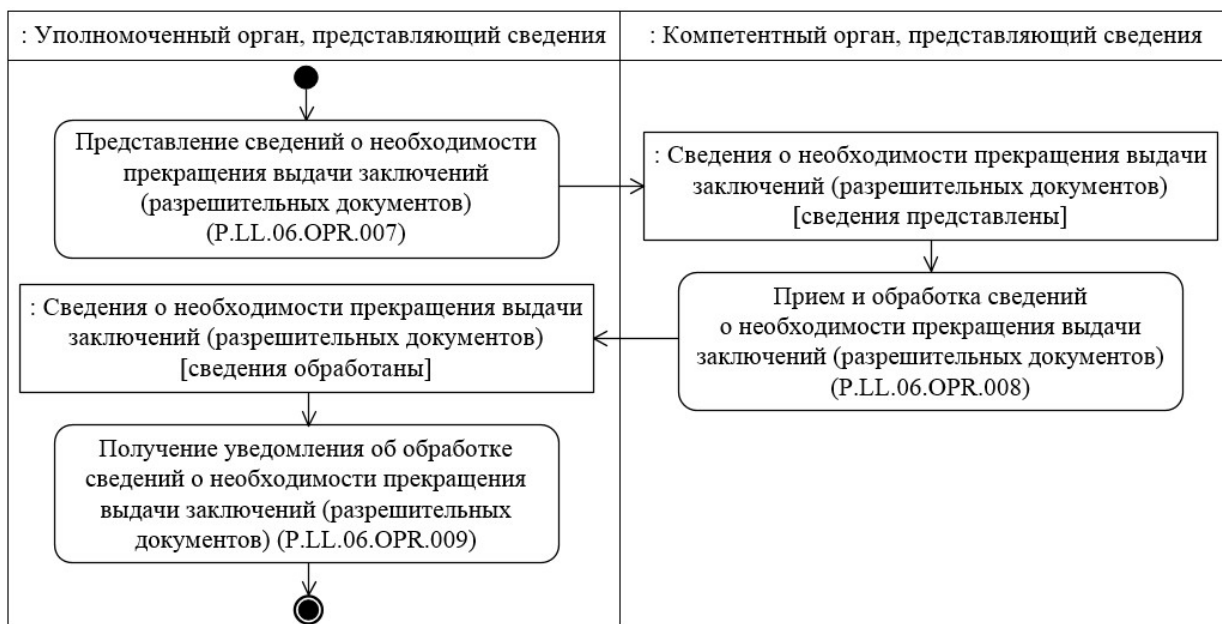 : Уполномоченный орган, представляющий сведения
: Компетентный орган, представляющий сведения
Представление сведений о необходимости
прекращения выдачи заключений
(разрешительных документов)
(P.LL.06.OPR.007)
: Сведения о необходимости прекращения выдачи
заключений (разрешительных документов)
[сведения представлены]
Прием и обработка сведений
о необходимости прекращения выдачи
заключений (разрешительных документов)
(P.LL.06.OPR.008)
: Сведения о необходимости прекращения выдачи
заключений (разрешительных документов)
[сведения обработаны]
Получение уведомления об обработке
сведений о необходимости прекращения
выдачи заключений (разрешительных
документов) (P.LL.06.OPR.009)